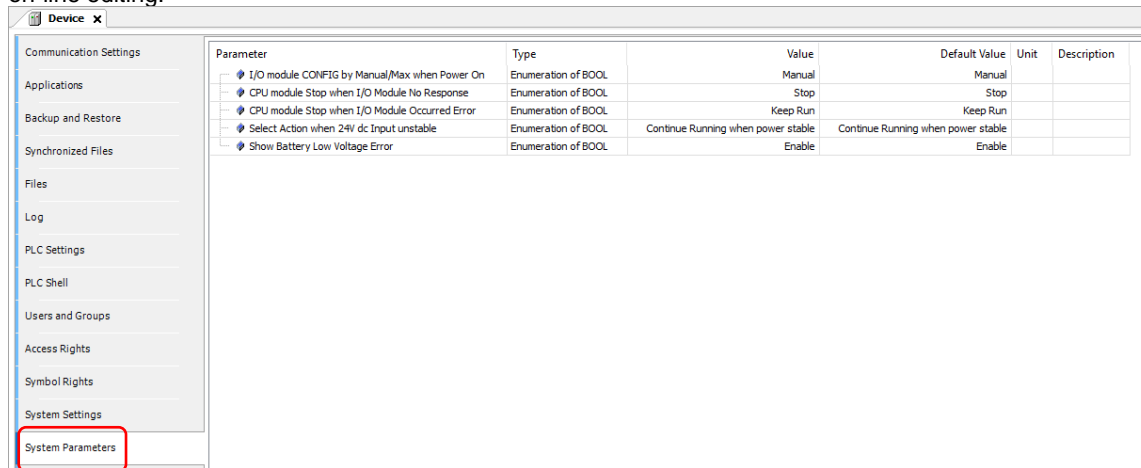 on-line editing.
Device x
Communication Settings
Applications
Backup and Restore
Synchronized Files
Files
Log
PLC Settings
PLC Shell
Users and Groups
Access Rights
Symbol Rights
System Settings
System Parameters
Parameter Type Value Default Value Unit Description
I/O module CONFIG by Manual/Max when Power On Enumeration of BOOL Manual Manual
CPU module Stop when I/O Module No Response Enumeration of BOOL Stop Stop
CPU module Stop when I/O Module Occurred Error Enumeration of BOOL Keep Run Keep Run
Select Action when 24V dc Input unstable Enumeration of BOOL Continue Running when power stable Continue Running when power stable
Show Battery Low Voltage Error Enumeration of BOOL Enable Enable